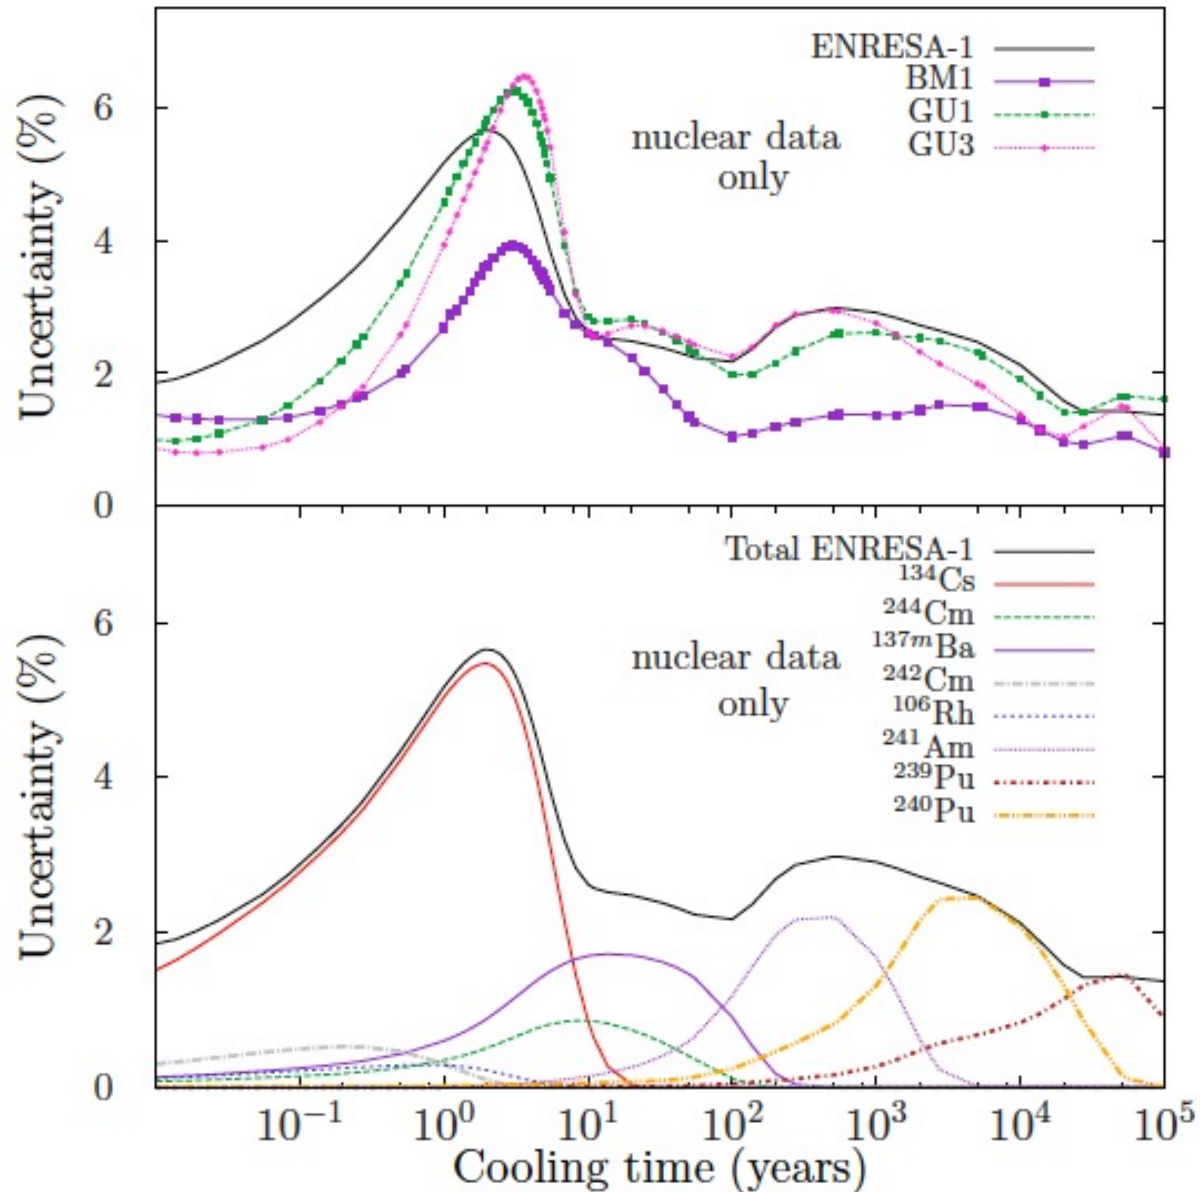 ENRESA-1
BM1
GU1
GU3
nuclear data
only
Uncertainty (%)
6
4
2
0
Total ENRESA-1
¹³⁴Cs
²⁴⁴Cm
¹³⁷ᵐBa
²⁴²Cm
¹⁰⁶Rh
²⁴¹Am
²³⁹Pu
²⁴⁰Pu
nuclear data
only
Uncertainty (%)
6
4
2
0
10⁻¹ 10⁰ 10¹ 10² 10³ 10⁴ 10⁵
Cooling time (years)